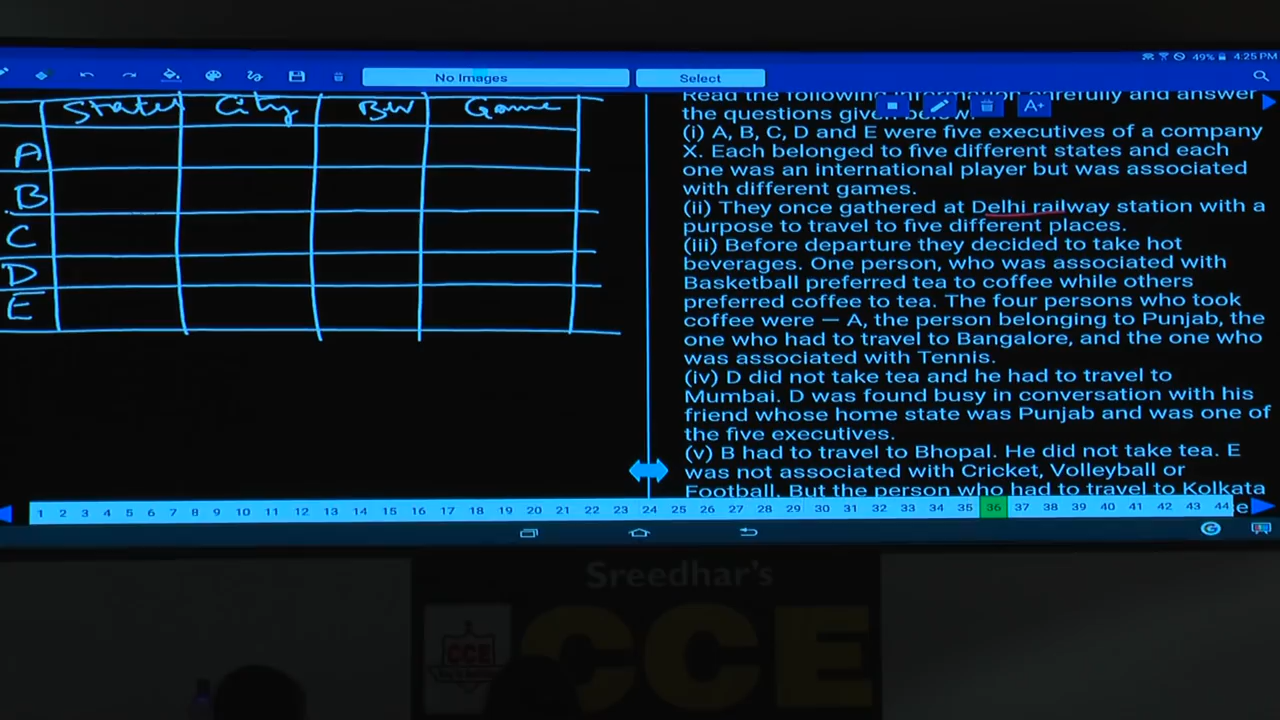 49% 4:25 PM
No Images Select
State City Bev Game
A
B
C
D
E
Read the following information carefully and answer
the questions given below.
(i) A, B, C, D and E were five executives of a company
X. Each belonged to five different states and each
one was an international player but was associated
with different games.
(ii) They once gathered at Delhi railway station with a
purpose to travel to five different places.
(iii) Before departure they decided to take hot
beverages. One person, who was associated with
Basketball preferred tea to coffee while others
preferred coffee to tea. The four persons who took
coffee were — A, the person belonging to Punjab, the
one who had to travel to Bangalore, and the one who
was associated with Tennis.
(iv) D did not take tea and he had to travel to
Mumbai. D was found busy in conversation with his
friend whose home state was Punjab and was one of
the five executives.
(v) B had to travel to Bhopal. He did not take tea. E
was not associated with Cricket, Volleyball or
Football. But the person who had to travel to Kolkata
1 2 3 4 5 6 7 8 9 10 11 12 13 14 15 16 17 18 19 20 21 22 23 24 25 26 27 28 29 30 31 32 33 34 35 36 37 38 39 40 41 42 43 44 e
Sreedhar's
CCE
CCE